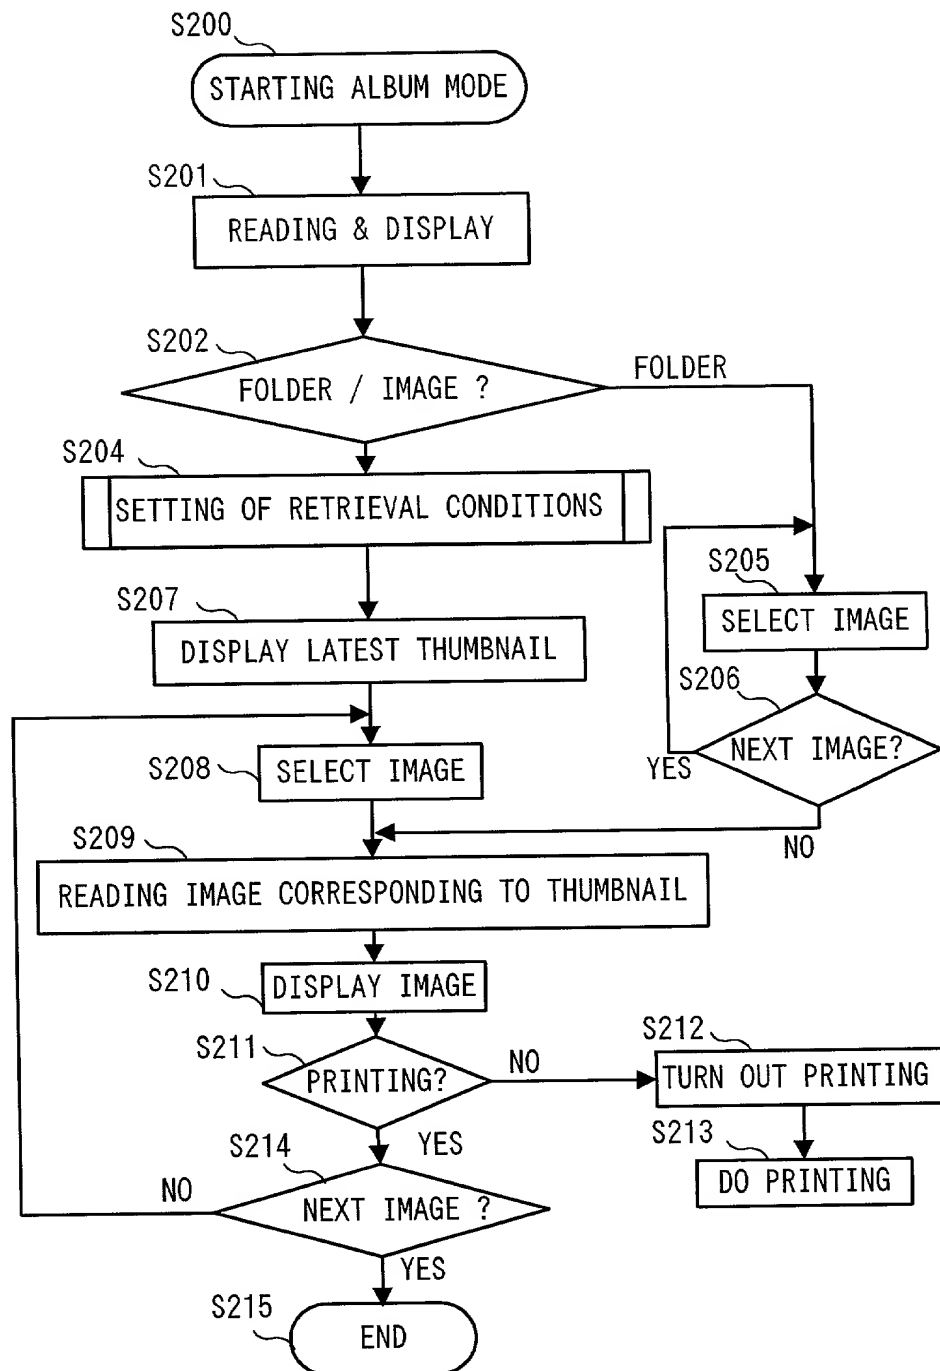 S200
STARTING ALBUM MODE
S201
READING & DISPLAY
S202
FOLDER / IMAGE ?
FOLDER
S204
SETTING OF RETRIEVAL CONDITIONS
S205
SELECT IMAGE
S207
DISPLAY LATEST THUMBNAIL
S206
NEXT IMAGE?
YES
NO
S208
SELECT IMAGE
S209
READING IMAGE CORRESPONDING TO THUMBNAIL
S210
DISPLAY IMAGE
S211
PRINTING?
NO
S212
TURN OUT PRINTING
YES
S213
DO PRINTING
S214
NEXT IMAGE ?
NO
YES
S215
END